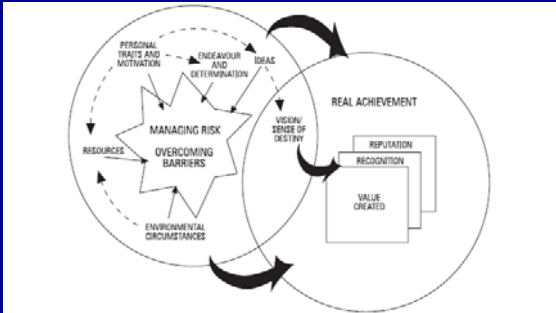 PERSONAL
TRAITS AND
MOTIVATION
ENDEAVOUR
AND
DETERMINATION
IDEAS
MANAGING RISK
OVERCOMING
BARRIERS
RESOURCES
ENVIRONMENTAL
CIRCUMSTANCES
VISION/
SENSE OF
DESTINY
REAL ACHIEVEMENT
REPUTATION
RECOGNITION
VALUE
CREATED